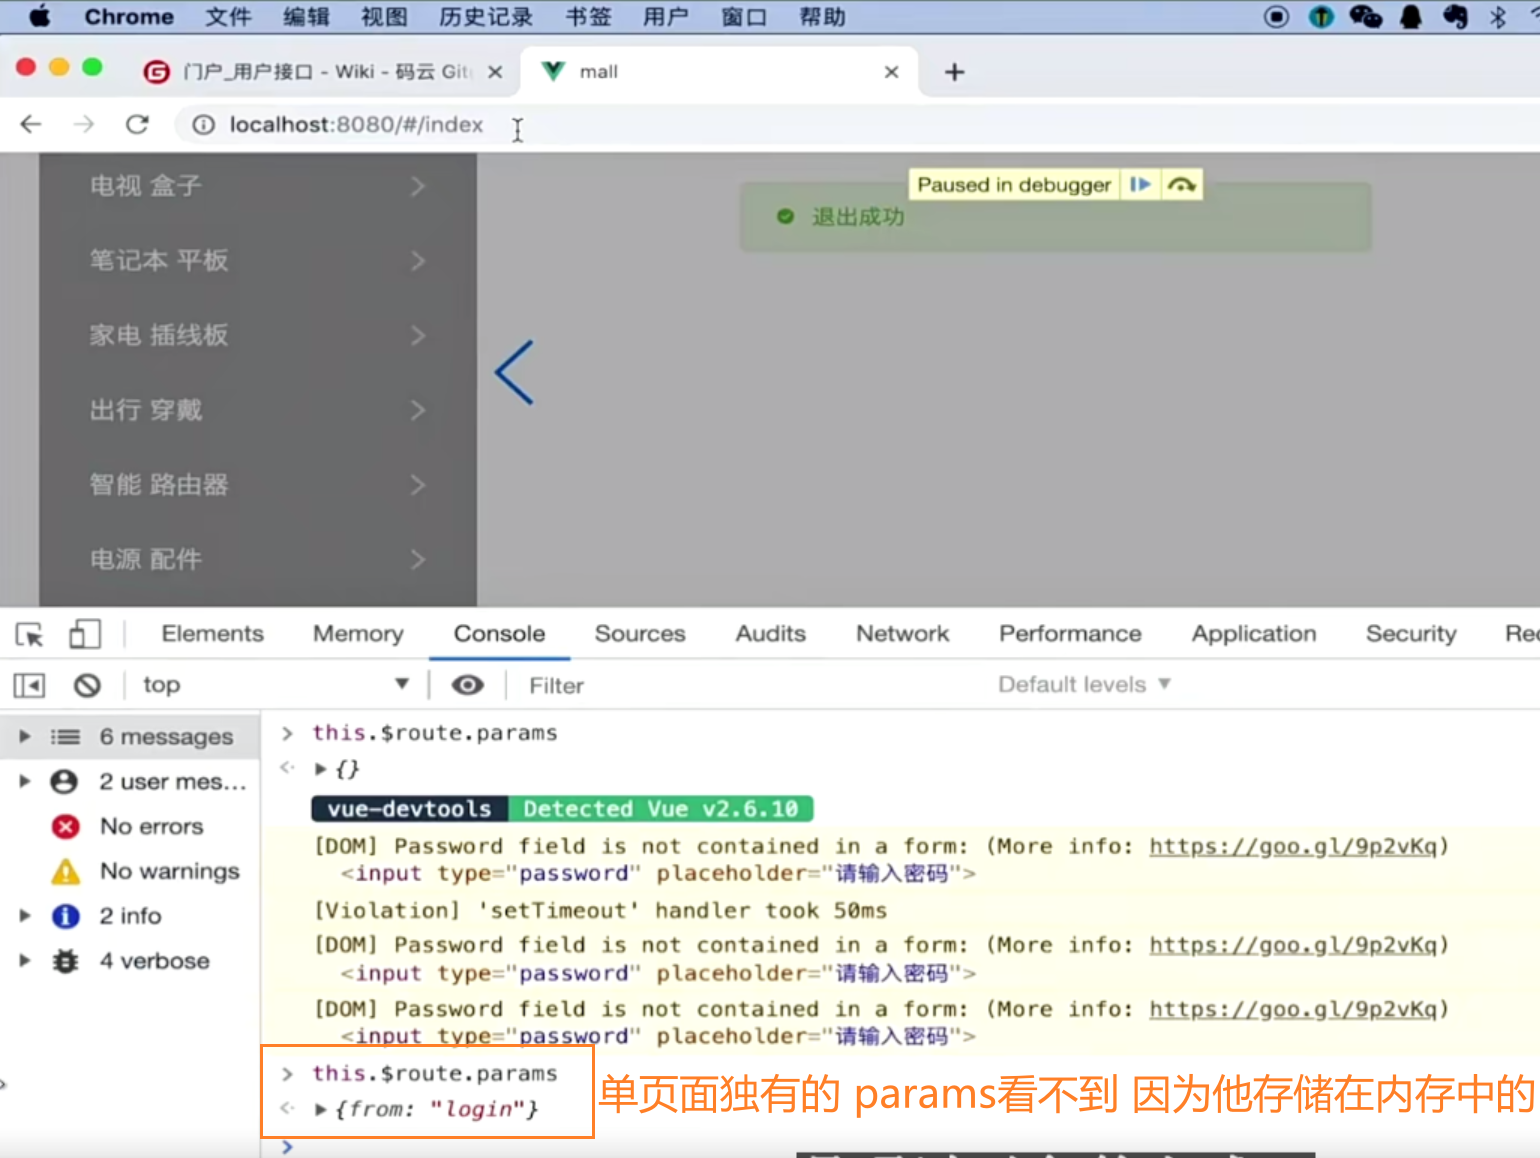 Chrome 文件 编辑 视图 历史记录 书签 用户 窗口 帮助
门户_用户接口 - Wiki - 码云 Git
mall
localhost:8080/#/index
电视 盒子
Paused in debugger
退出成功
笔记本 平板
家电 插线板
出行 穿戴
智能 路由器
电源 配件
Elements Memory Console Sources Audits Network Performance Application Security Rec
top Filter Default levels
6 messages
2 user mes...
No errors
No warnings
2 info
4 verbose
> this.$route.params
{}
vue-devtools Detected Vue v2.6.10
[DOM] Password field is not contained in a form: (More info: https://goo.gl/9p2vKq)
<input type="password" placeholder="请输入密码">
[Violation] 'setTimeout' handler took 50ms
[DOM] Password field is not contained in a form: (More info: https://goo.gl/9p2vKq)
<input type="password" placeholder="请输入密码">
[DOM] Password field is not contained in a form: (More info: https://goo.gl/9p2vKq)
<input type="password" placeholder="请输入密码">
> this.$route.params
{from: "login"}
单页面独有的 params看不到 因为他存储在内存中的